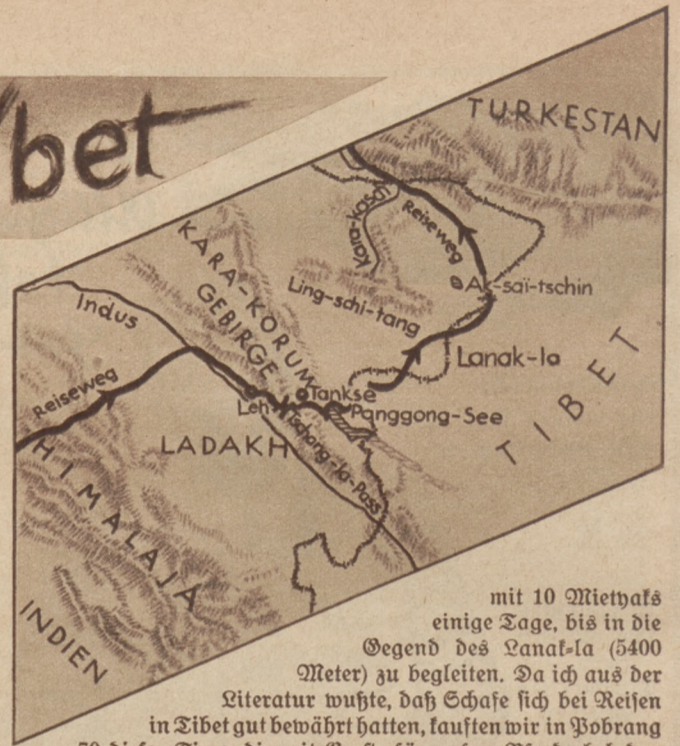 bet
TURKESTAN
Kara-Kasch
Reiseweg
KARA-KORUM
GEBIRGE
Ling-schi-tang
Ak-saï-tschin
Indus
Lanak-la
Reiseweg
Tankse
Leh
Panggong-See
TIBET
LADAKH
Tschang-la-Pass
HIMALAJA
INDIEN
mit 10 Mietyaks
einige Tage, bis in die
Gegend des Lanak-la (5400
Meter) zu begleiten. Da ich aus der
Literatur wußte, daß Schafe sich bei Reisen
in Tibet gut bewährt hatten, kauften wir in Pobrang